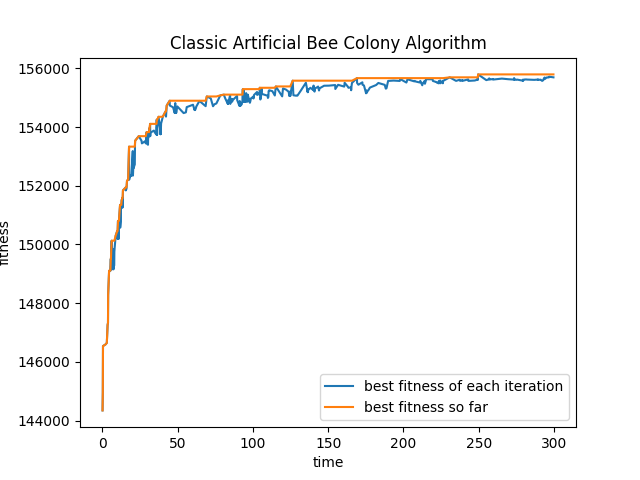 Classic Artificial Bee Colony Algorithm
156000
154000
152000
150000
148000
146000
144000
fitness
best fitness of each iteration
best fitness so far
0 50 100 150 200 250 300
time